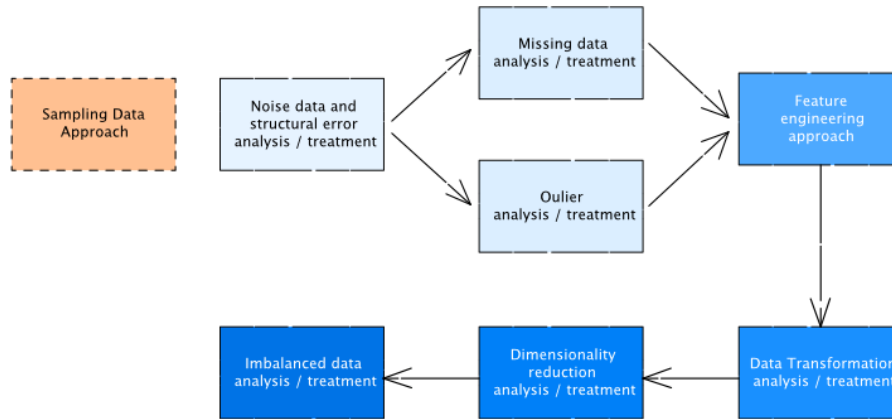 Sampling Data
Approach
Noise data and
structural error
analysis / treatment
Missing data
analysis / treatment
Oulier
analysis / treatment
Feature
engineering
approach
Data Transformation
analysis / treatment
Dimensionality
reduction
analysis / treatment
Imbalanced data
analysis / treatment